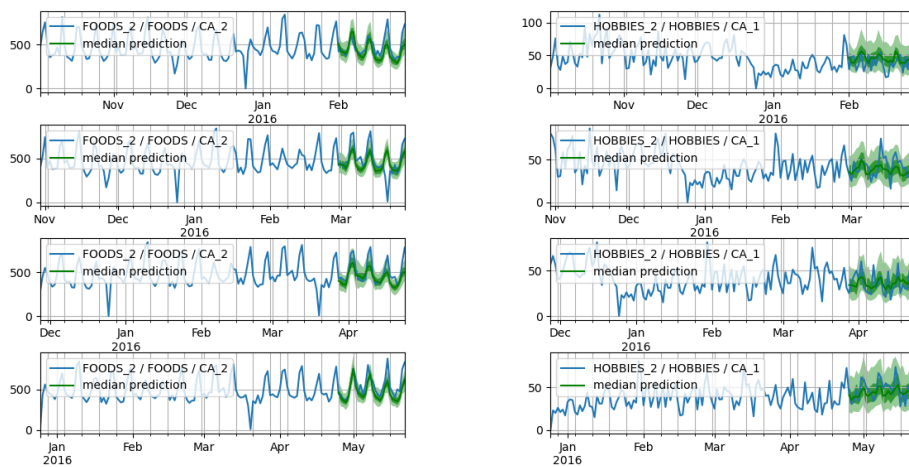 FOODS_2 / FOODS / CA_2
median prediction
500
0
Nov
Dec
Jan
Feb
2016
HOBBIES_2 / HOBBIES / CA_1
median prediction
100
50
0
Nov
Dec
Jan
Feb
2016
FOODS_2 / FOODS / CA_2
median prediction
500
0
Nov
Dec
Jan
Feb
Mar
2016
HOBBIES_2 / HOBBIES / CA_1
median prediction
50
0
Nov
Dec
Jan
Feb
Mar
2016
FOODS_2 / FOODS / CA_2
median prediction
500
0
Dec
Jan
Feb
Mar
Apr
2016
HOBBIES_2 / HOBBIES / CA_1
median prediction
50
0
Dec
Jan
Feb
Mar
Apr
2016
FOODS_2 / FOODS / CA_2
median prediction
500
0
Jan
Feb
Mar
Apr
May
2016
HOBBIES_2 / HOBBIES / CA_1
median prediction
50
0
Jan
Feb
Mar
Apr
May
2016